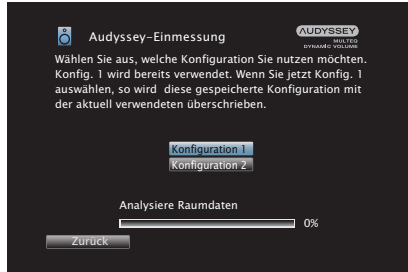 Audyssey-Einmessung
AUDYSSEY
MULTEQ
DYNAMIC VOLUME
Wählen Sie aus, welche Konfiguration Sie nutzen möchten.
Konfig. 1 wird bereits verwendet. Wenn Sie jetzt Konfig. 1
auswählen, so wird diese gespeicherte Konfiguration mit
der aktuell verwendeten überschrieben.
Konfiguration 1
Konfiguration 2
Analysiere Raumdaten
0%
Zurück